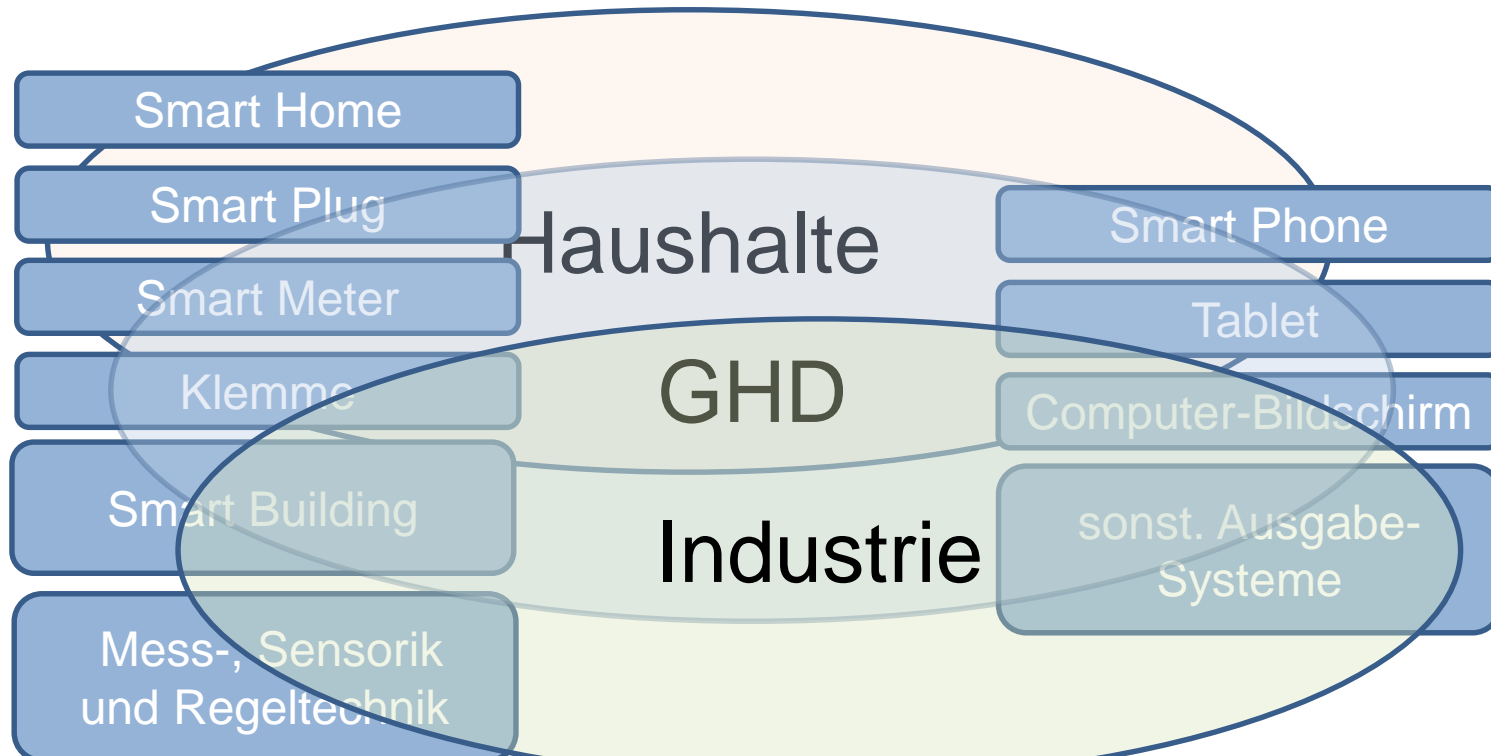 Smart Home
Smart Plug
Smart Meter
Klemme
Smart Building
Mess-, Sensorik
und Regeltechnik
Haushalte
GHD
Industrie
Smart Phone
Tablet
Computer-Bildschirm
sonst. Ausgabe-
Systeme